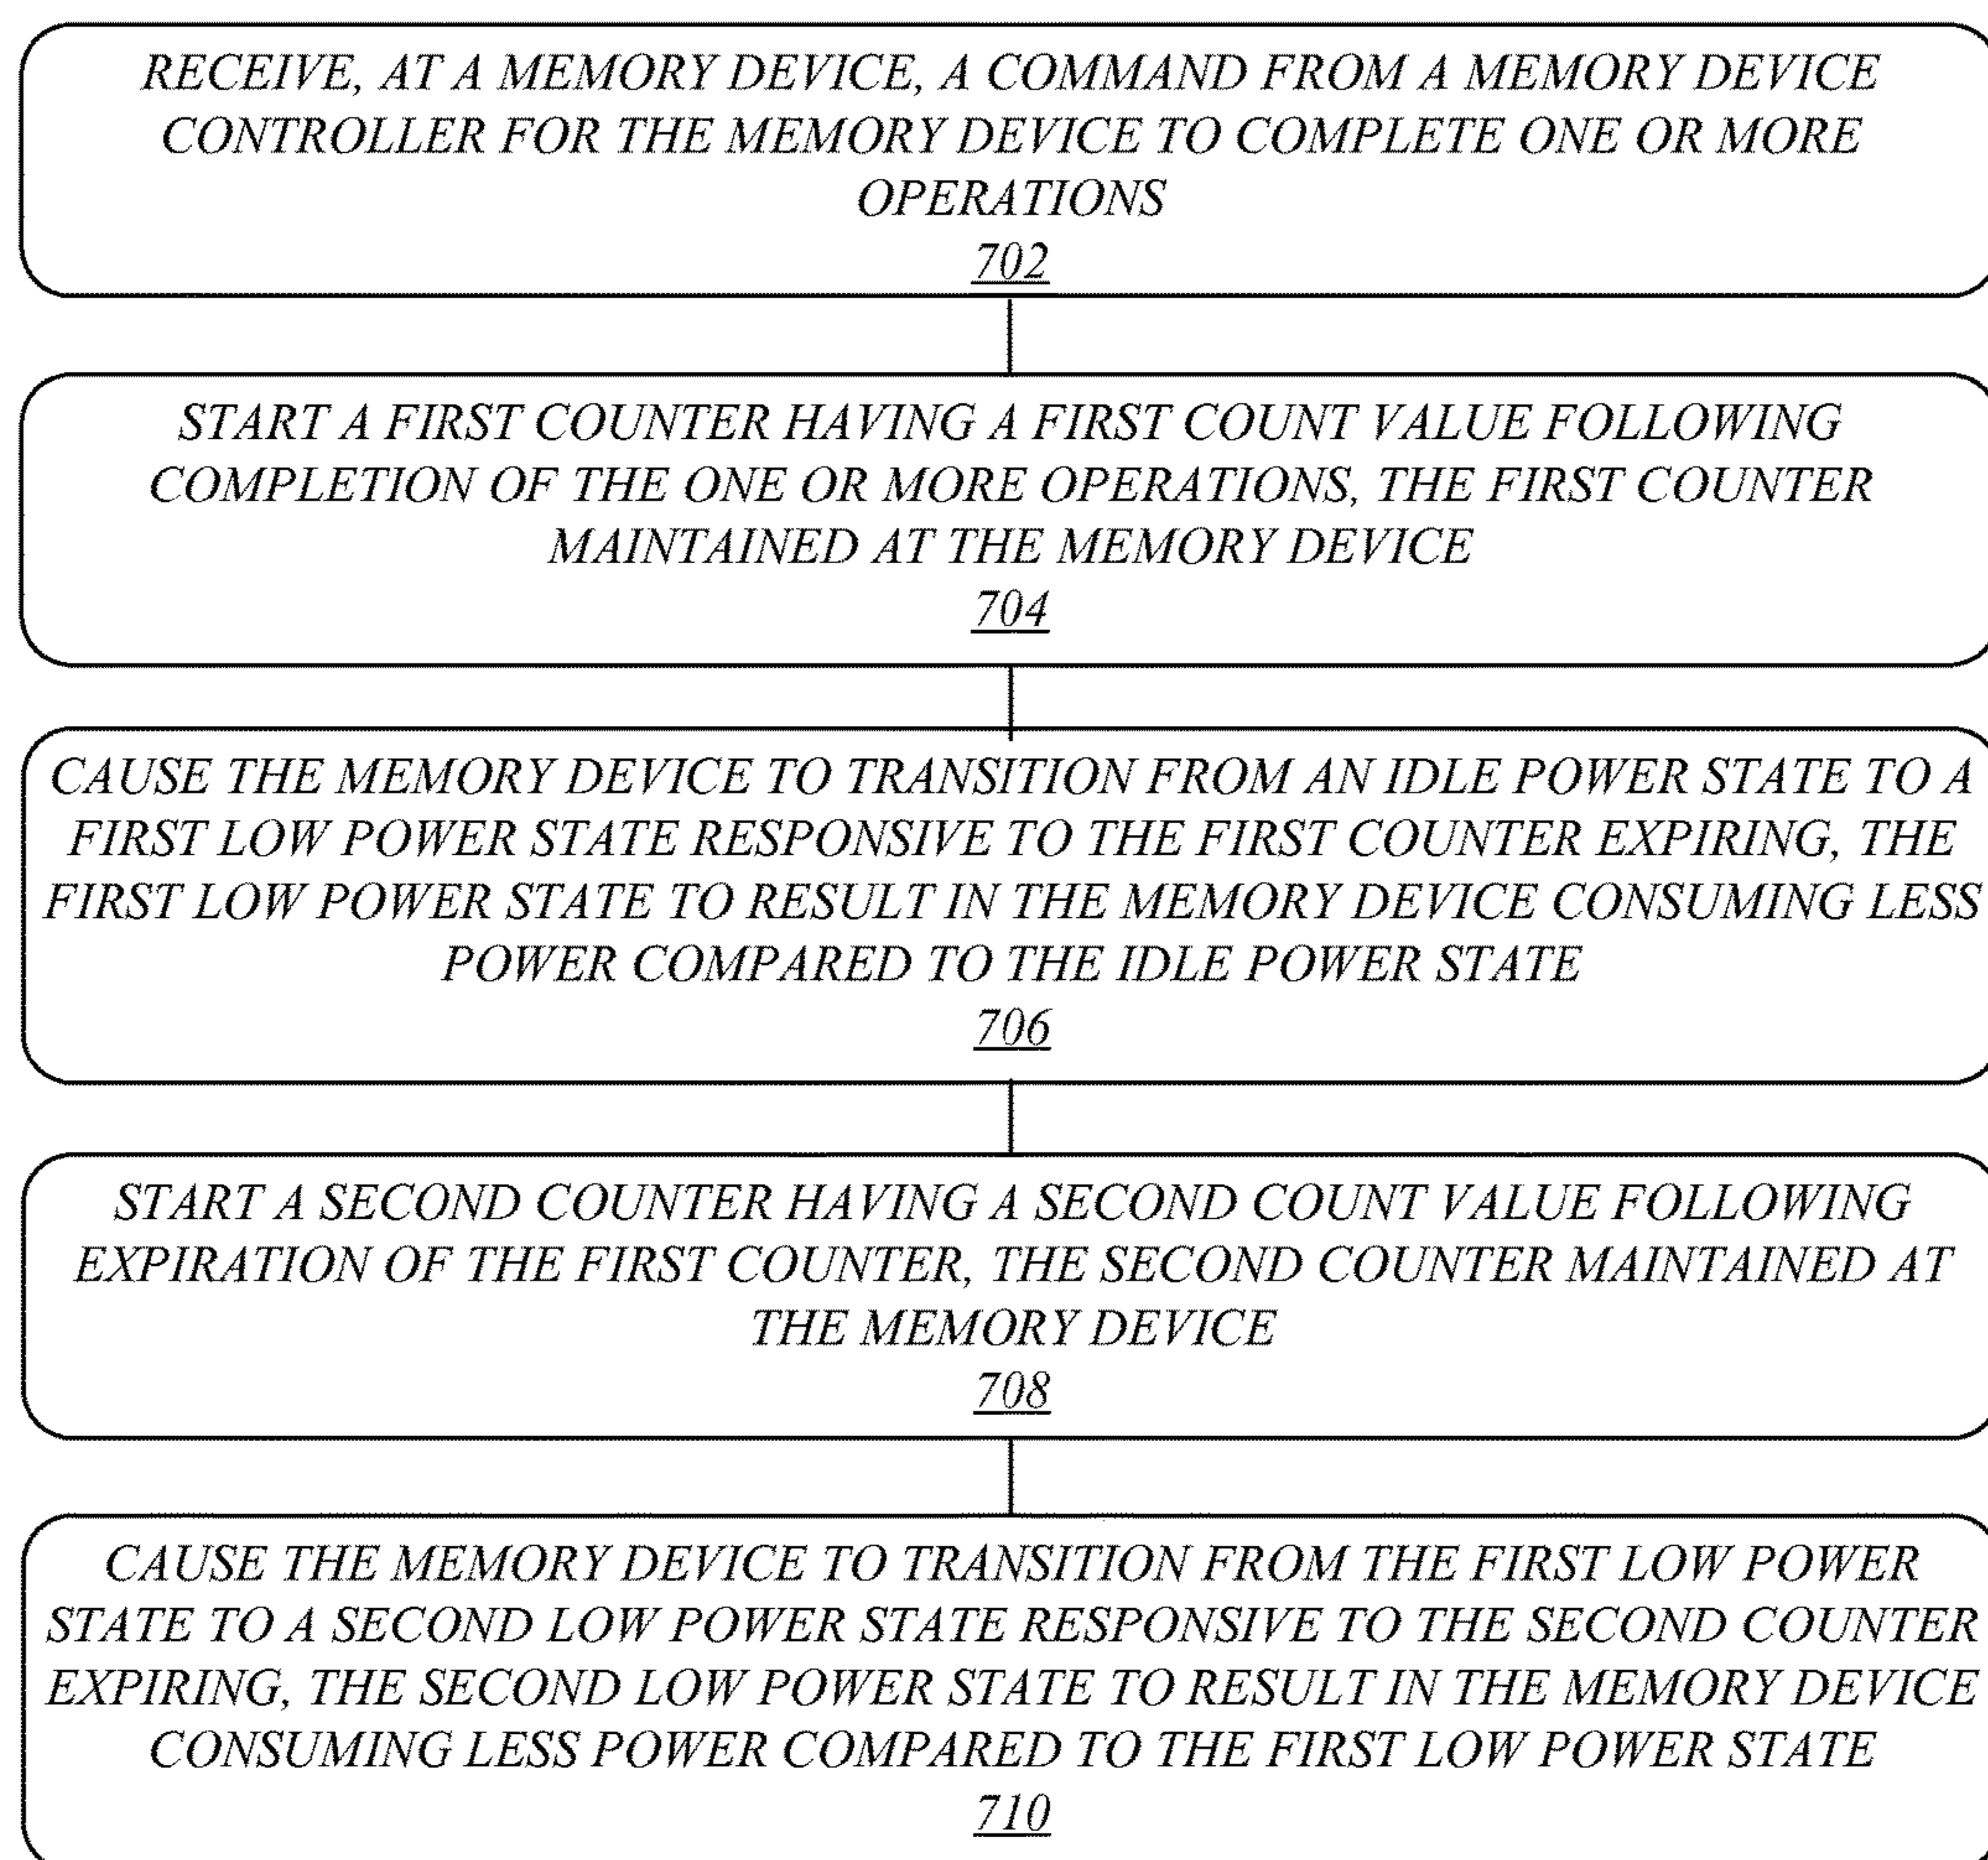 RECEIVE, AT A MEMORY DEVICE, A COMMAND FROM A MEMORY DEVICE
CONTROLLER FOR THE MEMORY DEVICE TO COMPLETE ONE OR MORE
OPERATIONS
702
START A FIRST COUNTER HAVING A FIRST COUNT VALUE FOLLOWING
COMPLETION OF THE ONE OR MORE OPERATIONS, THE FIRST COUNTER
MAINTAINED AT THE MEMORY DEVICE
704
CAUSE THE MEMORY DEVICE TO TRANSITION FROM AN IDLE POWER STATE TO A
FIRST LOW POWER STATE RESPONSIVE TO THE FIRST COUNTER EXPIRING, THE
FIRST LOW POWER STATE TO RESULT IN THE MEMORY DEVICE CONSUMING LESS
POWER COMPARED TO THE IDLE POWER STATE
706
START A SECOND COUNTER HAVING A SECOND COUNT VALUE FOLLOWING
EXPIRATION OF THE FIRST COUNTER, THE SECOND COUNTER MAINTAINED AT
THE MEMORY DEVICE
708
CAUSE THE MEMORY DEVICE TO TRANSITION FROM THE FIRST LOW POWER
STATE TO A SECOND LOW POWER STATE RESPONSIVE TO THE SECOND COUNTER
EXPIRING, THE SECOND LOW POWER STATE TO RESULT IN THE MEMORY DEVICE
CONSUMING LESS POWER COMPARED TO THE FIRST LOW POWER STATE
710